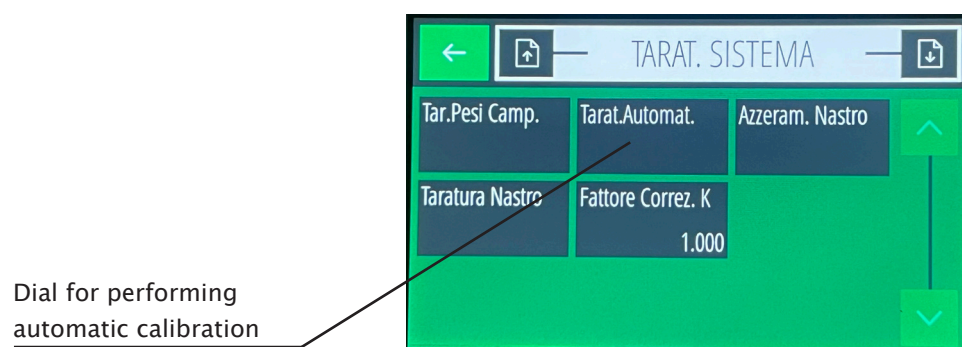 TARAT. SISTEMA
Tar.Pesi Camp.
Tarat.Automat.
Azzeram. Nastro
Taratura Nastro
Fattore Correz. K
1.000
Dial for performing
automatic calibration